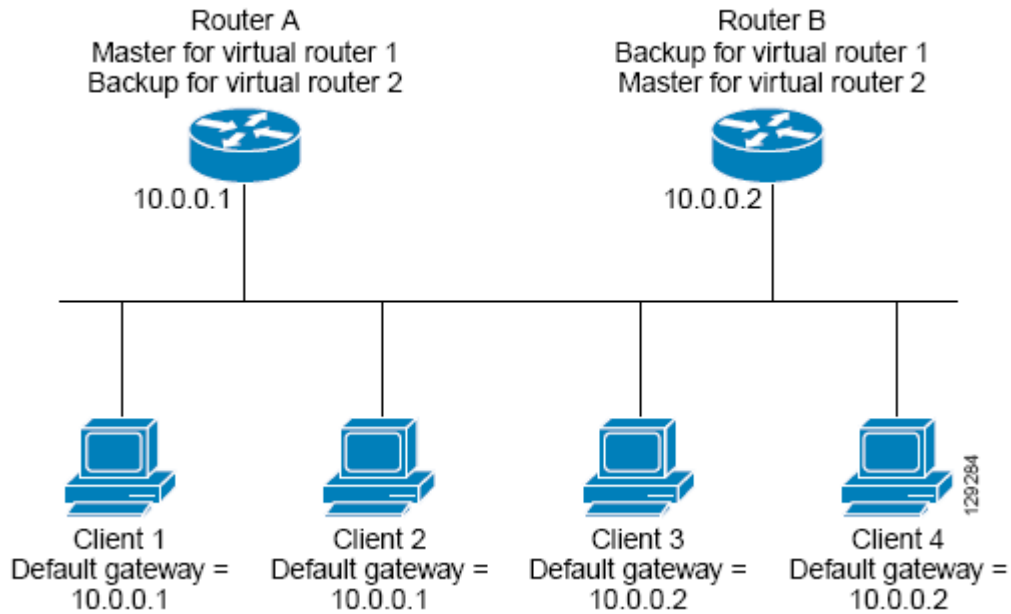 Router A
Master for virtual router 1
Backup for virtual router 2
Router B
Backup for virtual router 1
Master for virtual router 2
10.0.0.1
10.0.0.2
Client 1
Default gateway =
10.0.0.1
Client 2
Default gateway =
10.0.0.1
Client 3
Default gateway =
10.0.0.2
Client 4
Default gateway =
10.0.0.2
129284